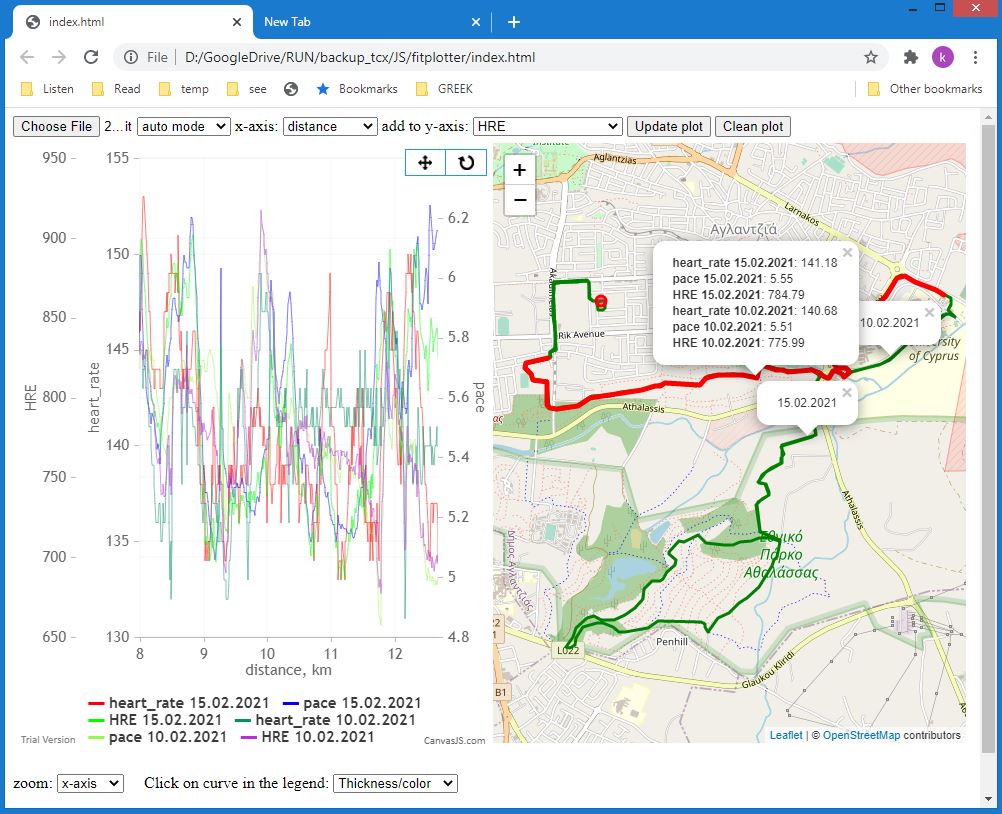 index.html
New Tab
File
D:/GoogleDrive/RUN/backup_tcx/JS/fitplotter/index.html
k
Listen
Read
temp
see
Bookmarks
GREEK
Other bookmarks
Choose File 2...it auto mode x-axis: distance add to y-axis: HRE Update plot Clean plot
950
900
850
800
750
700
650
HRE
155
150
145
140
135
130
heart_rate
6.2
6
5.8
5.6
5.4
5.2
5
4.8
pace
8 9 10 11 12
distance, km
heart_rate 15.02.2021 pace 15.02.2021
HRE 15.02.2021 heart_rate 10.02.2021
pace 10.02.2021 HRE 10.02.2021
Trial Version
CanvasJS.com
+
−
Aglantzias
Larnakos
Αγλαντζιά
Rik Avenue
heart_rate 15.02.2021: 141.18
pace 15.02.2021: 5.55
HRE 15.02.2021: 784.79
heart_rate 10.02.2021: 140.68
pace 10.02.2021: 5.51
HRE 10.02.2021: 775.99
10.02.2021
of Cyprus
15.02.2021
Athalassis
Athalassis
Εθνικό
Πάρκο
Αθαλάσσας
Penhill
L022
B1
Glaukou Kliridi
Leaflet | © OpenStreetMap contributors
zoom: x-axis Click on curve in the legend: Thickness/color